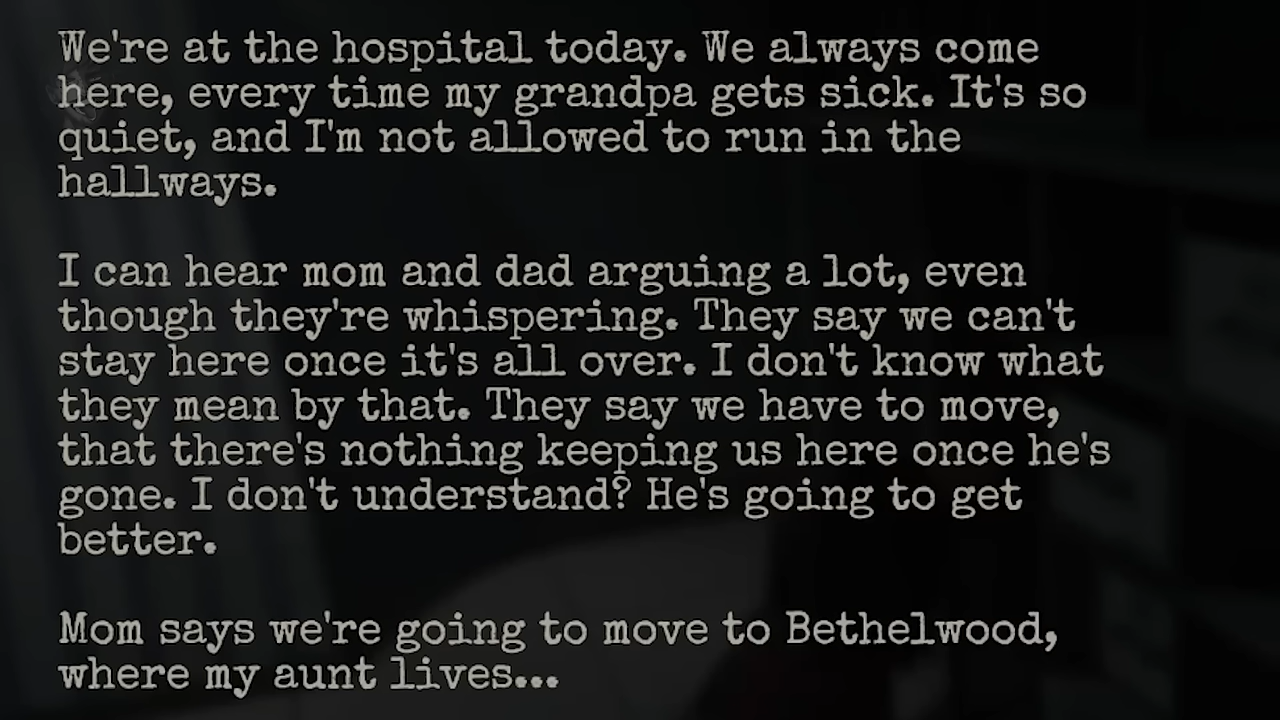 We're at the hospital today. We always come
here, every time my grandpa gets sick. It's so
quiet, and I'm not allowed to run in the
hallways.
I can hear mom and dad arguing a lot, even
though they're whispering. They say we can't
stay here once it's all over. I don't know what
they mean by that. They say we have to move,
that there's nothing keeping us here once he's
gone. I don't understand? He's going to get
better.
Mom says we're going to move to Bethelwood,
where my aunt lives...